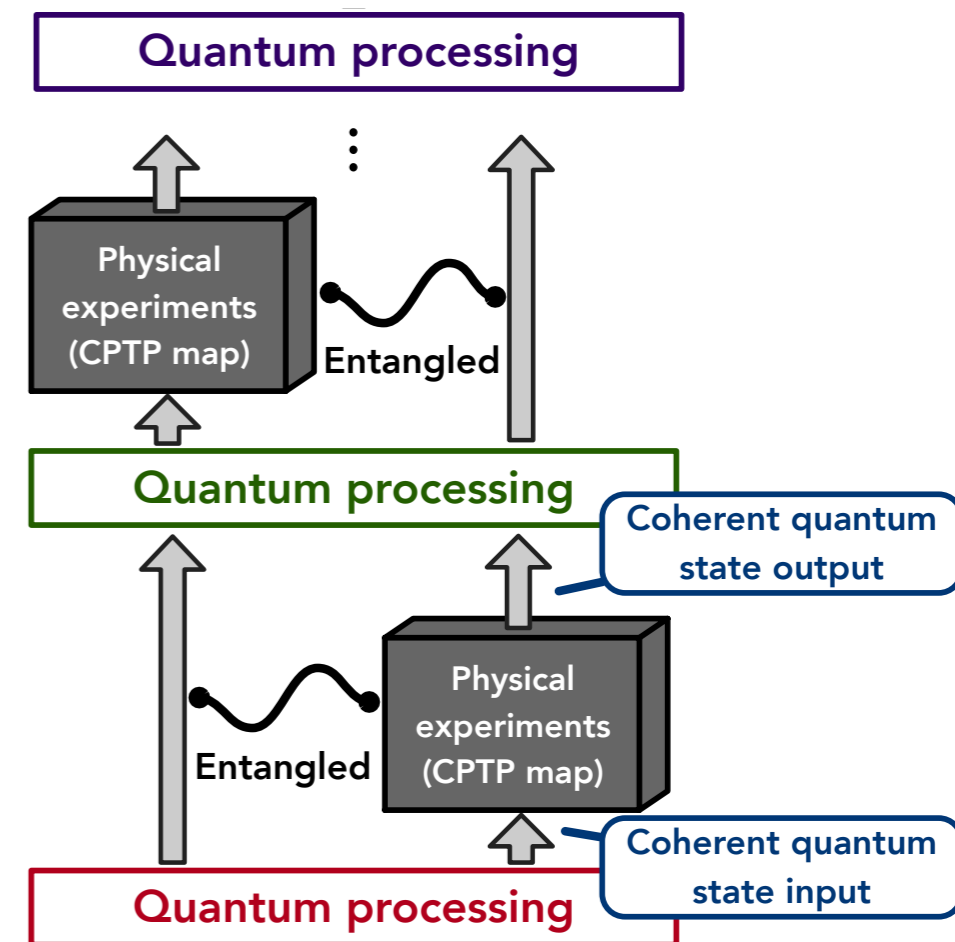 Quantum processing
Physical
experiments
(CPTP map)
Entangled
Quantum processing
Coherent quantum
state output
Physical
experiments
(CPTP map)
Entangled
Coherent quantum
state input
Quantum processing